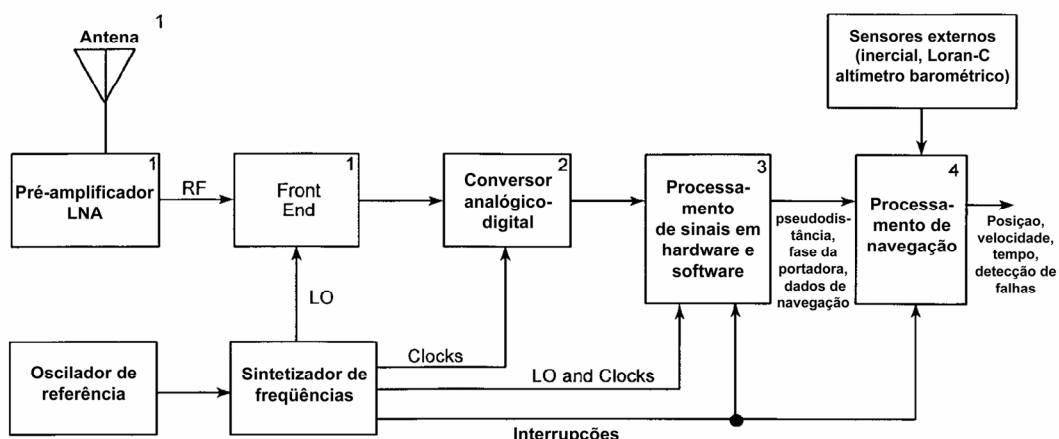 1
Antena
Sensores externos
(inercial, Loran-C
altímetro barométrico)
1
Pré-amplificador
LNA
RF
1
Front
End
2
Conversor
analógico-
digital
3
Processa-
mento
de sinais em
hardware e
software
pseudodis-
tância,
fase da
portadora,
dados de
navegação
4
Processa-
mento de
navegação
Posiçao,
velocidade,
tempo,
detecção de
falhas
LO
Oscilador de
referência
Sintetizador de
freqüências
Clocks
LO and Clocks
Interrupções